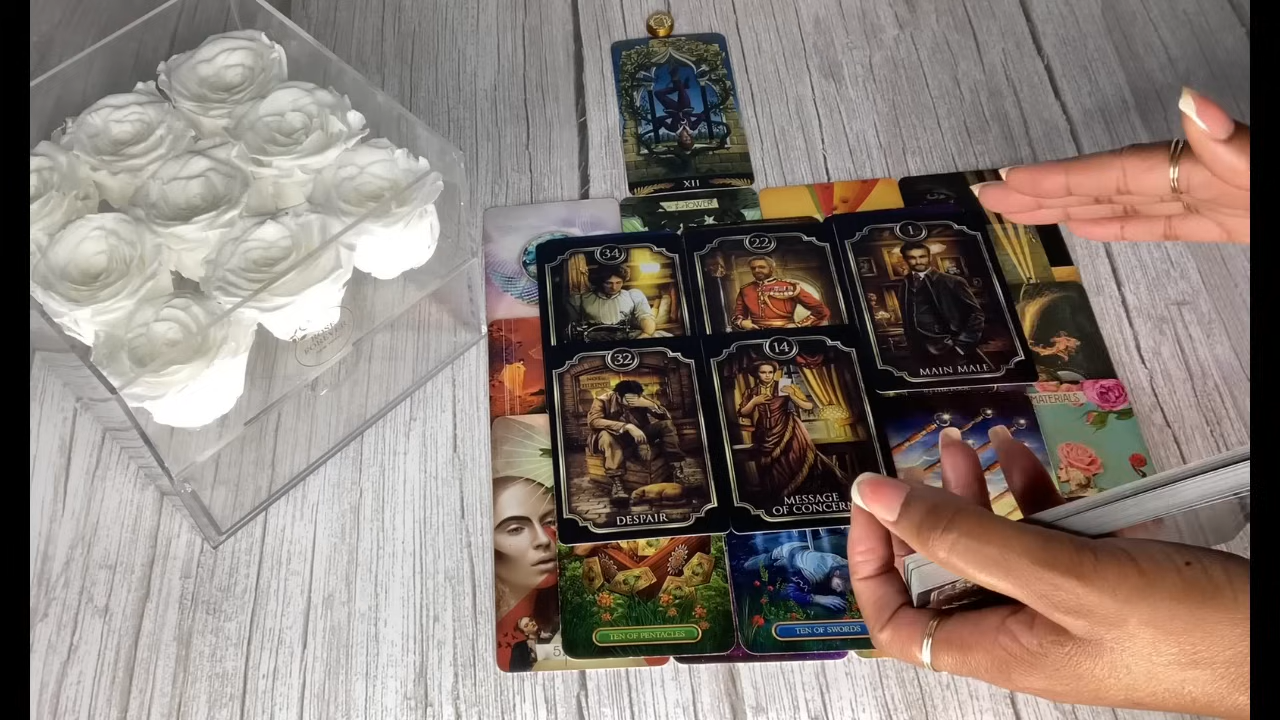 XII
THE TOWER
34
22
1
MAIN MALE
32
14
MATERIALS
DESPAIR
MESSAGE
OF CONCERN
TEN OF PENTACLES
TEN OF SWORDS